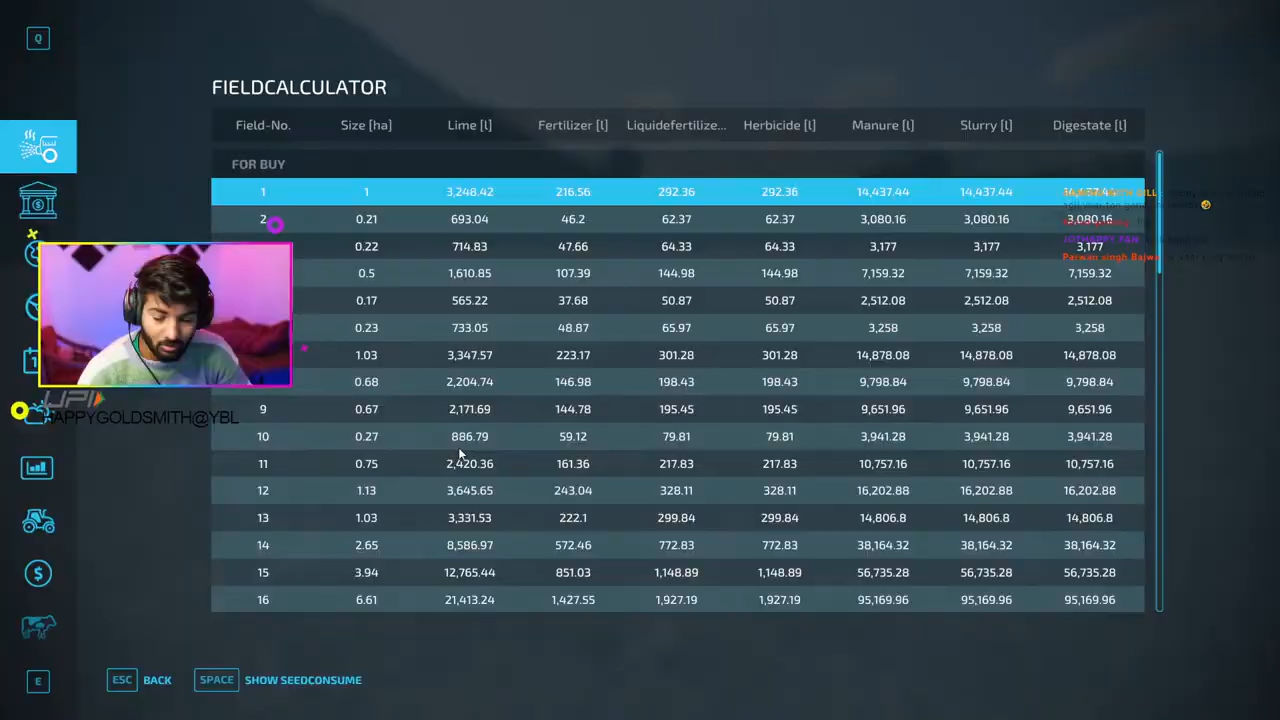 Q
FIELDCALCULATOR
Field-No. Size [ha] Lime [l] Fertilizer [l] Liquidefertilize... Herbicide [l] Manure [l] Slurry [l] Digestate [l]
FOR BUY
1 1 3,248.42 216.56 292.36 292.36 14,437.44 14,437.44 14,437.44
2 0.21 693.04 46.2 62.37 62.37 3,080.16 3,080.16 3,080.16
0.22 714.83 47.66 64.33 64.33 3,177 3,177 3,177
0.5 1,610.85 107.39 144.98 144.98 7,159.32 7,159.32 7,159.32
0.17 565.22 37.68 50.87 50.87 2,512.08 2,512.08 2,512.08
0.23 733.05 48.87 65.97 65.97 3,258 3,258 3,258
1.03 3,347.57 223.17 301.28 301.28 14,878.08 14,878.08 14,878.08
0.68 2,204.74 146.98 198.43 198.43 9,798.84 9,798.84 9,798.84
9 0.67 2,171.69 144.78 195.45 195.45 9,651.96 9,651.96 9,651.96
10 0.27 886.79 59.12 79.81 79.81 3,941.28 3,941.28 3,941.28
11 0.75 2,420.36 161.36 217.83 217.83 10,757.16 10,757.16 10,757.16
12 1.13 3,645.65 243.04 328.11 328.11 16,202.88 16,202.88 16,202.88
13 1.03 3,331.53 222.1 299.84 299.84 14,806.8 14,806.8 14,806.8
14 2.65 8,586.97 572.46 772.83 772.83 38,164.32 38,164.32 38,164.32
15 3.94 12,765.44 851.03 1,148.89 1,148.89 56,735.28 56,735.28 56,735.28
16 6.61 21,413.24 1,427.55 1,927.19 1,927.19 95,169.96 95,169.96 95,169.96
JOTHARRY FAN
Parwan singh Bajwa
UPI
HAPPYGOLDSMITH@YBL
ESC BACK SPACE SHOW SEEDCONSUME
E